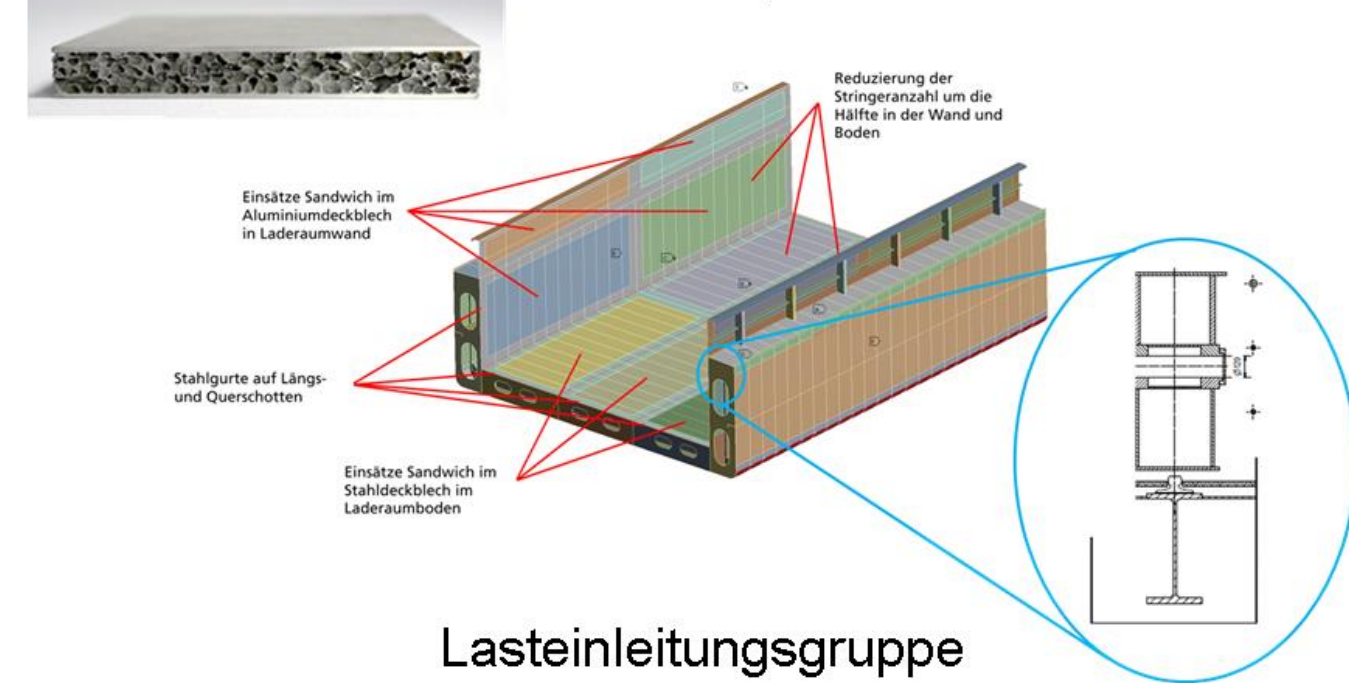 Reduzierung der
Stringeranzahl um die
Hälfte in der Wand und
Boden
Einsätze Sandwich im
Aluminiumdeckblech
in Laderaumwand
Stahlgurte auf Längs-
und Querschotten
Einsätze Sandwich im
Stahldeckblech im
Laderaumboden
Lasteinleitungsgruppe